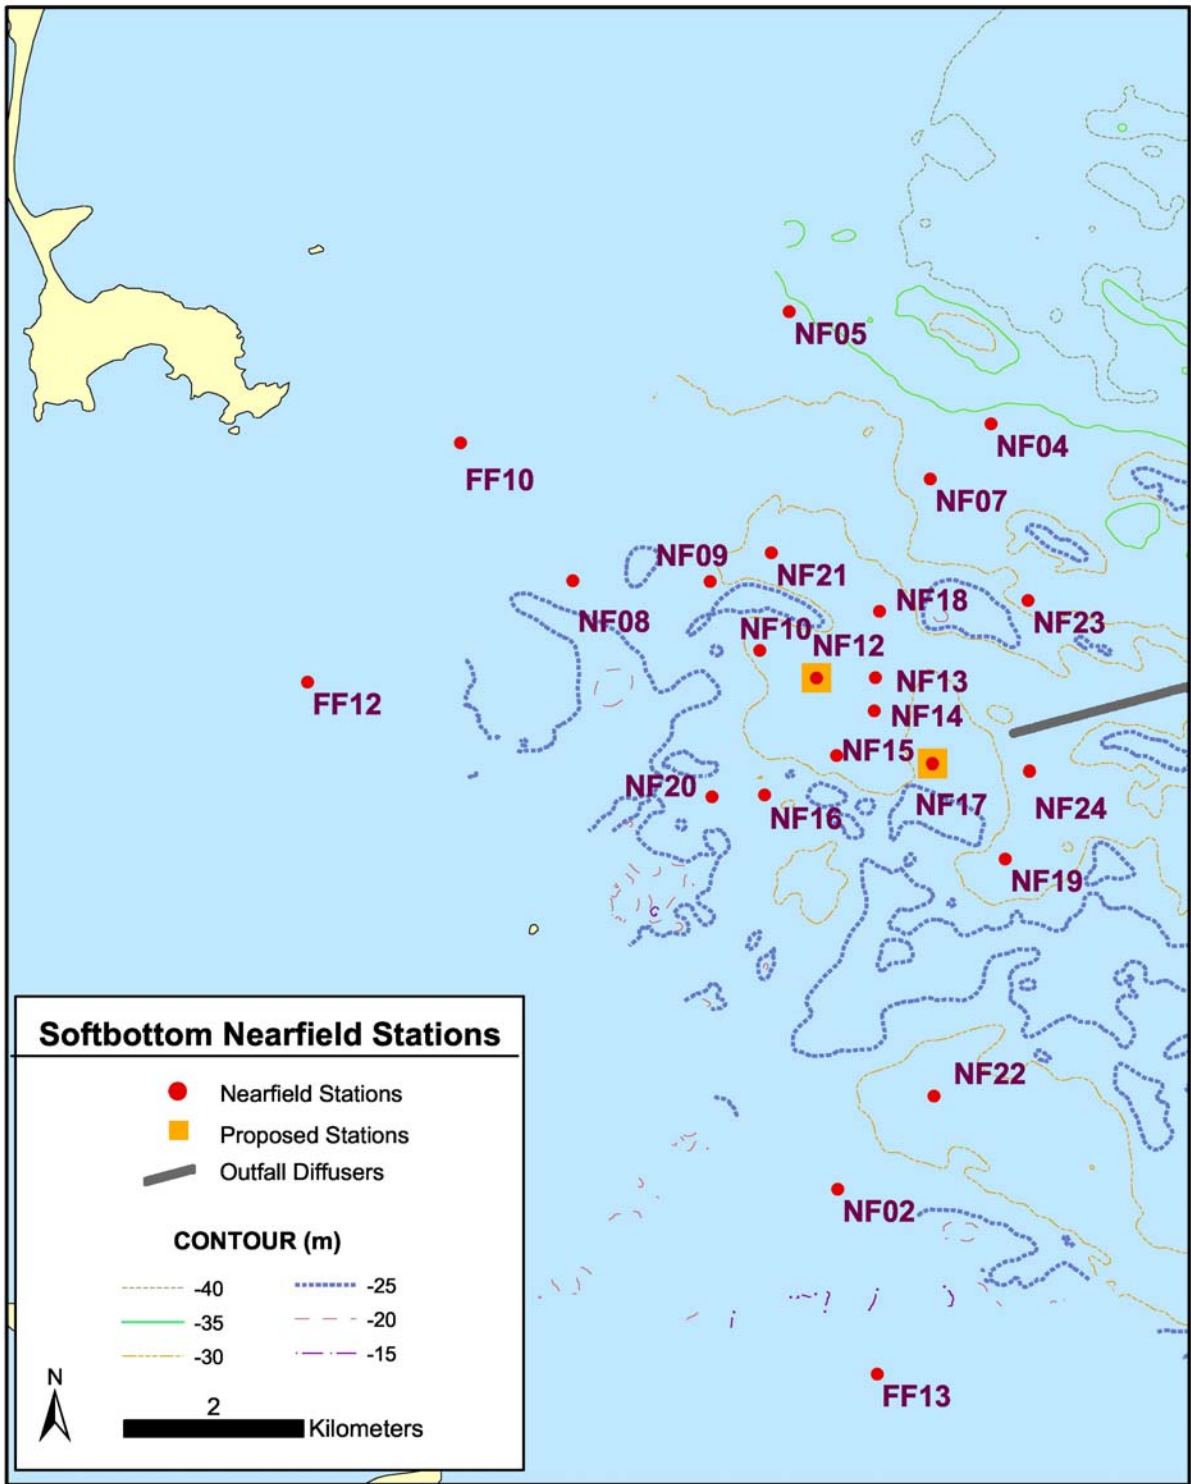 NF05
NF04
FF10
NF07
NF09
NF21
NF08
NF18
NF23
NF10
NF12
FF12
NF13
NF14
NF15
NF20
NF16
NF17
NF24
NF19
NF22
NF02
FF13
Softbottom Nearfield Stations
Nearfield Stations
Proposed Stations
Outfall Diffusers
CONTOUR (m)
-40 -25
-35 -20
-30 -15
N
2
Kilometers